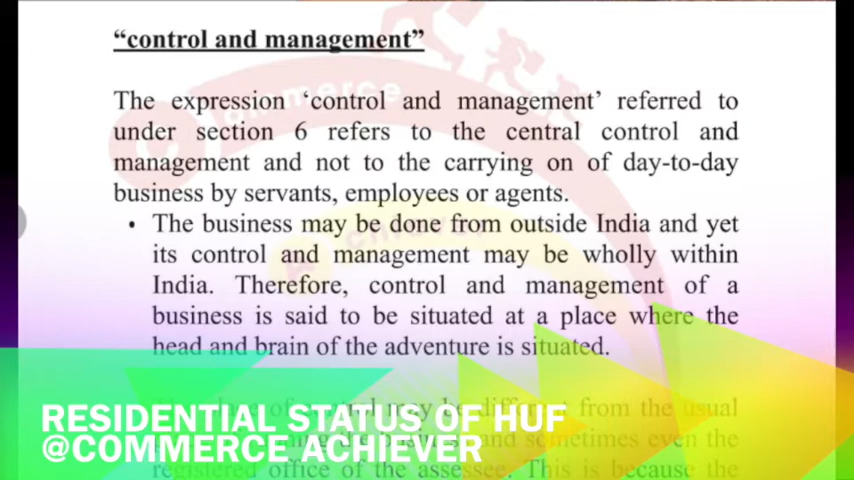 “control and management”
The expression ‘control and management’ referred to
under section 6 refers to the central control and
management and not to the carrying on of day-to-day
business by servants, employees or agents.
• The business may be done from outside India and yet
its control and management may be wholly within
India. Therefore, control and management of a
business is said to be situated at a place where the
head and brain of the adventure is situated.
of may be from the usual
and sometimes even the
registered office of the assessee. This is because the
RESIDENTIAL STATUS OF HUF
@COMMERCE ACHIEVER